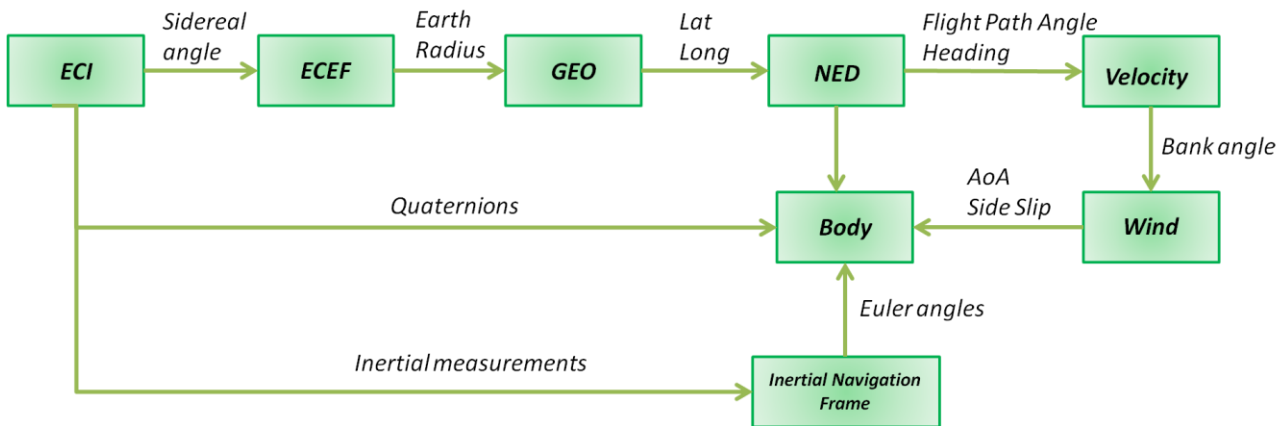 Sidereal
angle
Earth
Radius
Lat
Long
Flight Path Angle
Heading
ECI
ECEF
GEO
NED
Velocity
Bank angle
AoA
Side Slip
Quaternions
Body
Wind
Euler angles
Inertial measurements
Inertial Navigation
Frame